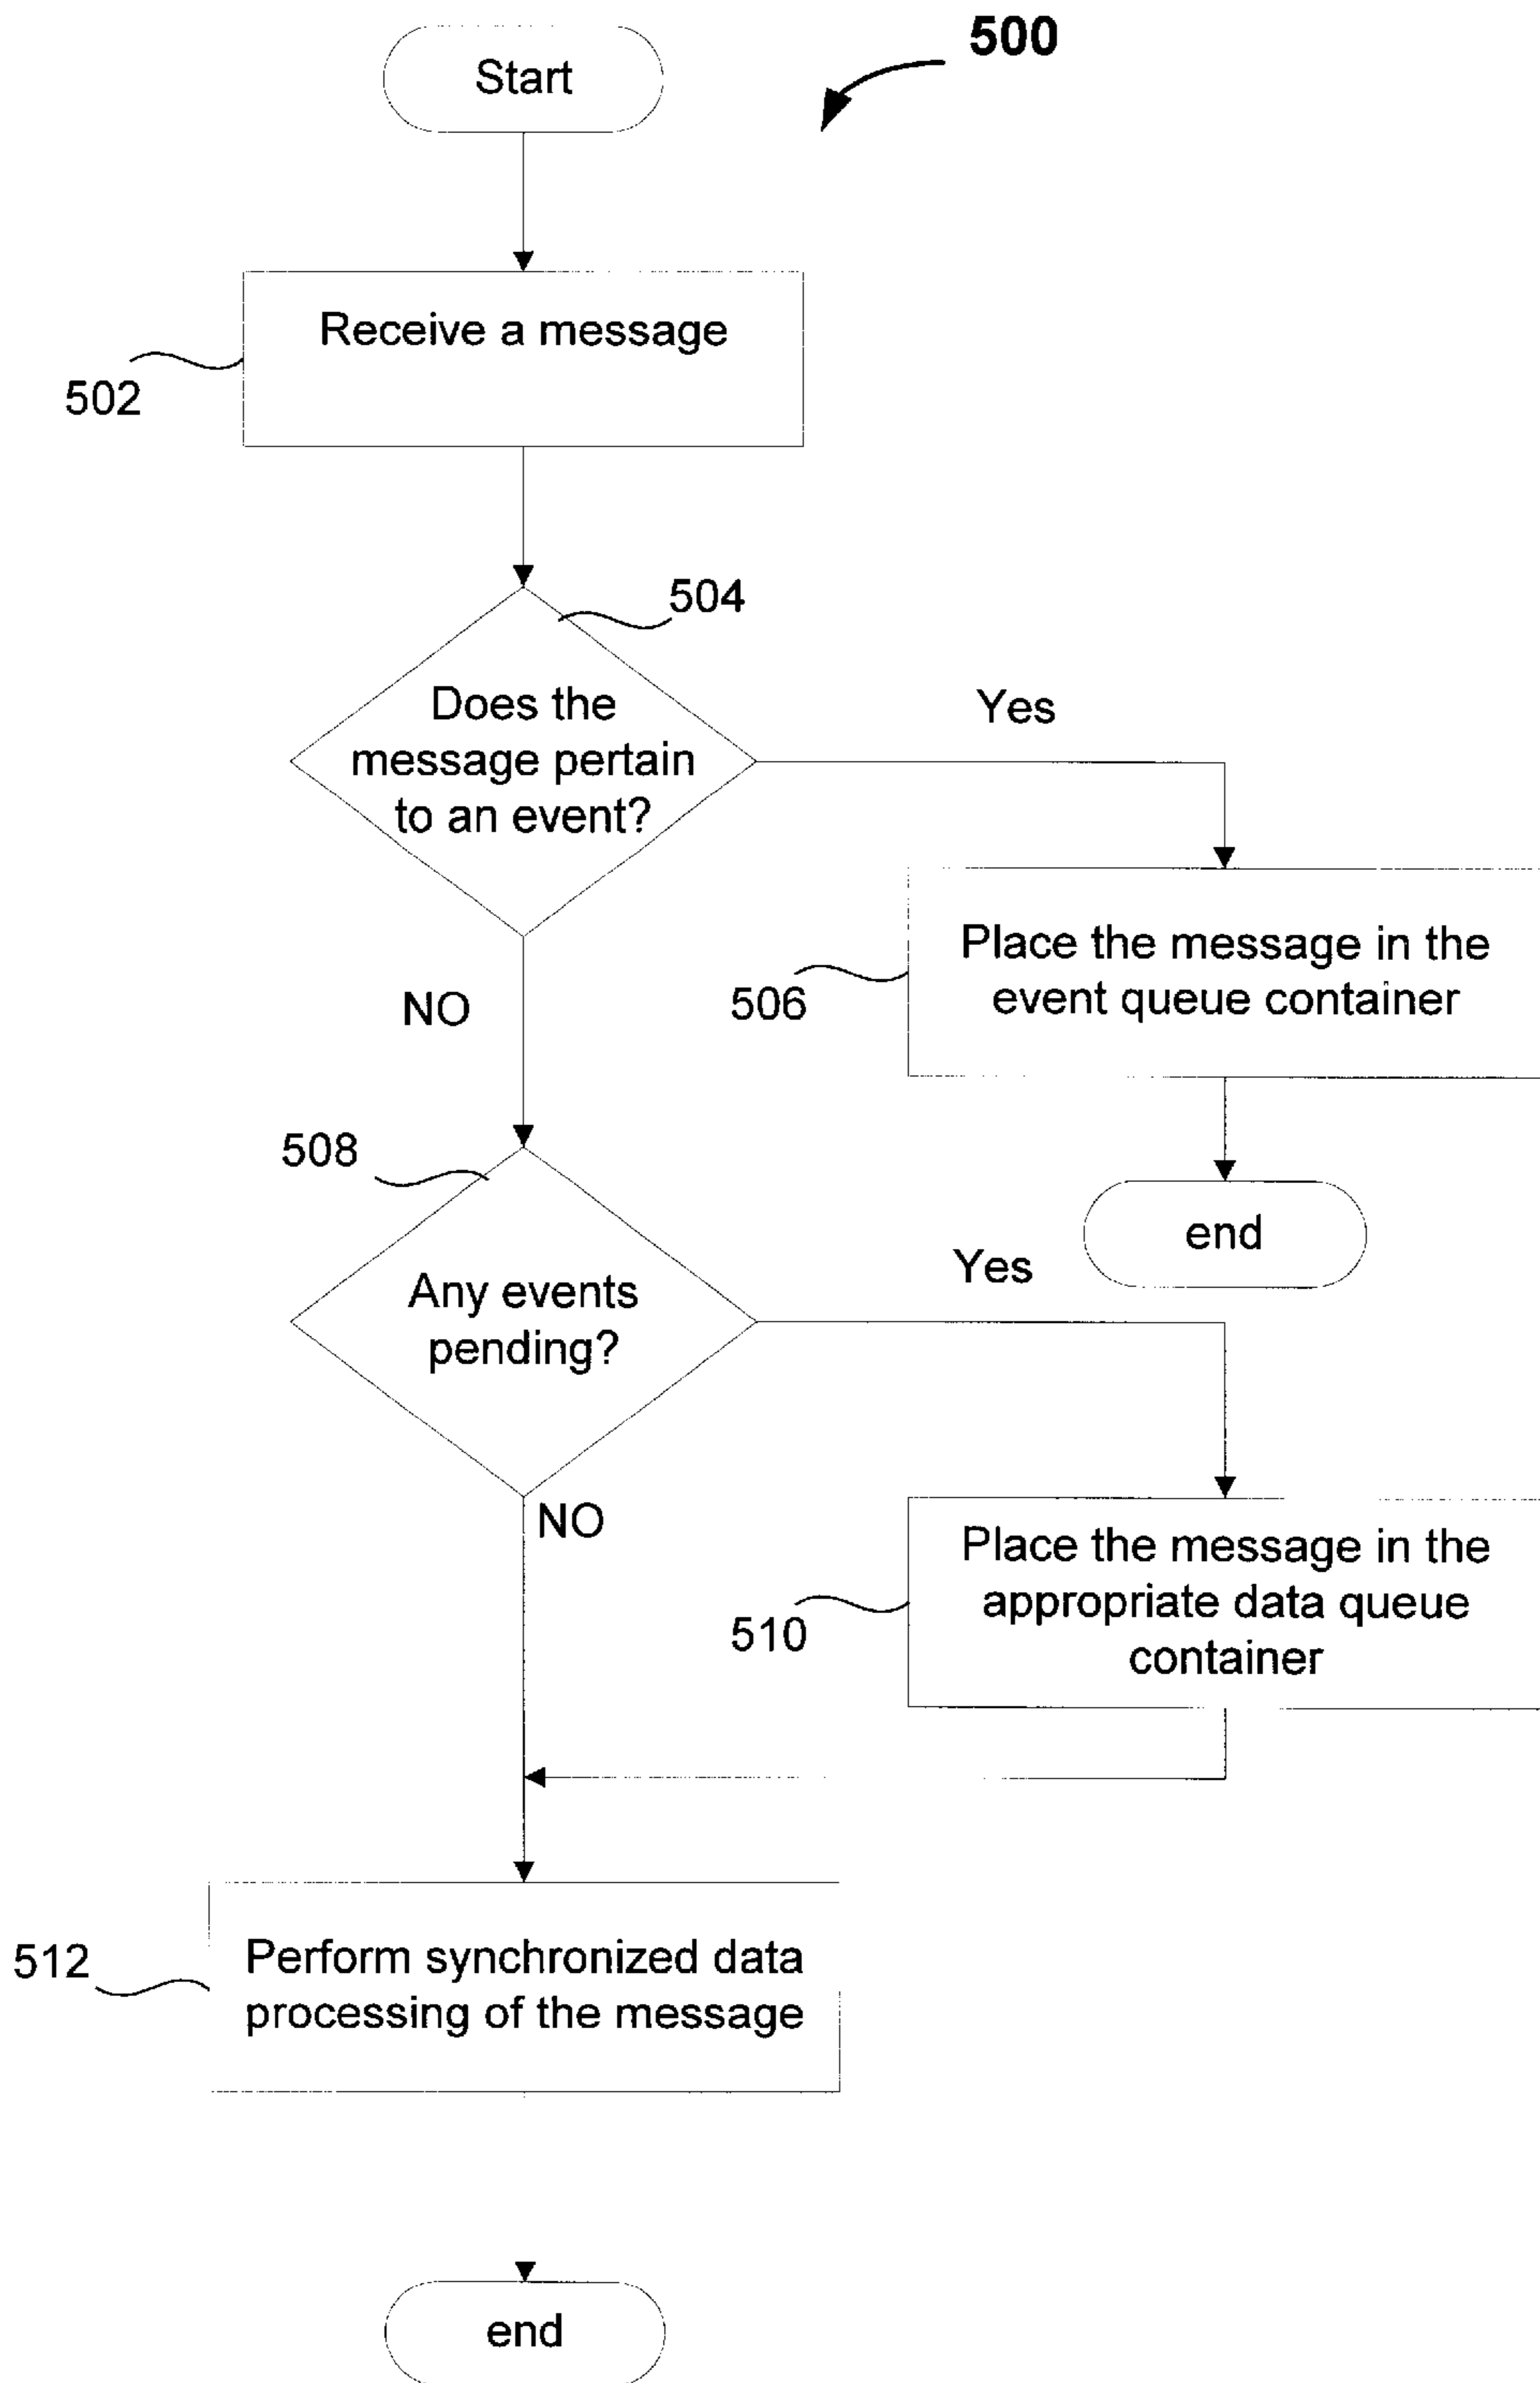 500
Start
Receive a message
502
504
Does the
message pertain
to an event?
Yes
Place the message in the
event queue container
506
NO
end
508
Any events
pending?
Yes
NO
Place the message in the
appropriate data queue
container
510
512
Perform synchronized data
processing of the message
end